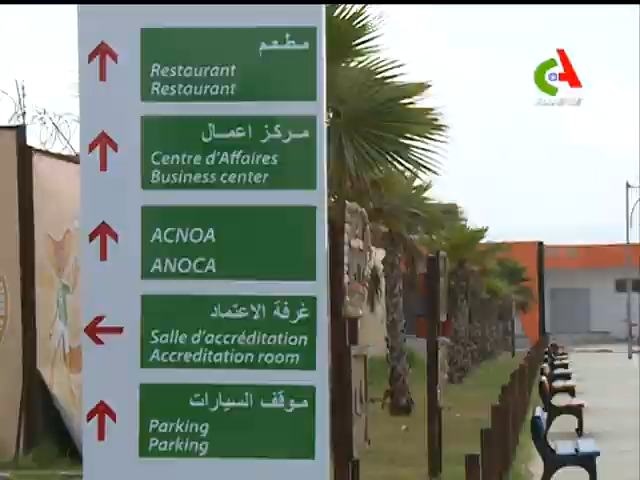 مطعم
Restaurant
Restaurant
مركز اعمال
Centre d'Affaires
Business center
ACNOA
ANOCA
غرفة الاعتماد
Salle d'accréditation
Accreditation room
موقف السيارات
Parking
Parking